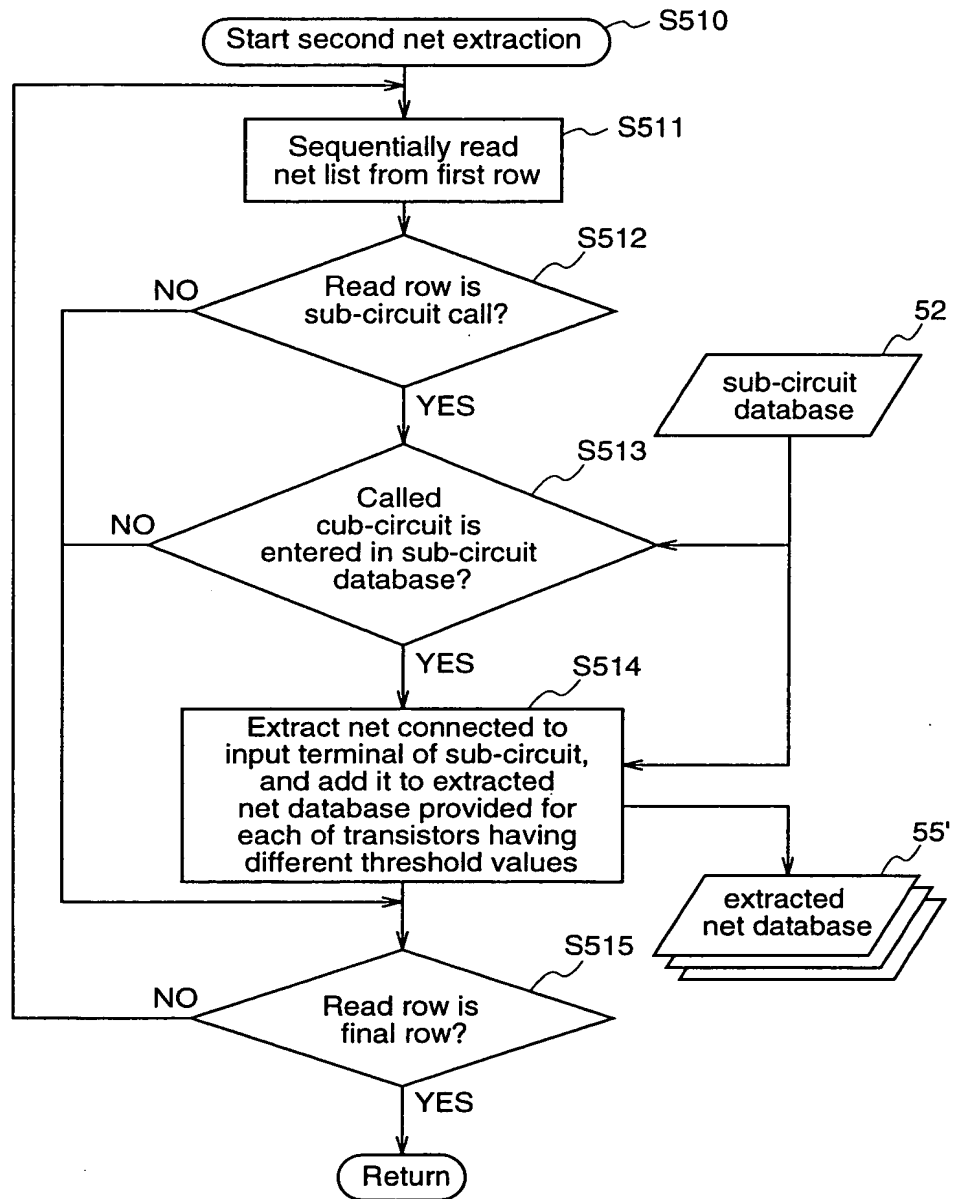 Start second net extraction
S510
S511
Sequentially read
net list from first row
S512
NO
Read row is
sub-circuit call?
YES
52
sub-circuit
database
S513
NO
Called
cub-circuit is
entered in sub-circuit
database?
YES
S514
Extract net connected to
input terminal of sub-circuit,
and add it to extracted
net database provided for
each of transistors having
different threshold values
55'
extracted
net database
S515
NO
Read row is
final row?
YES
Return